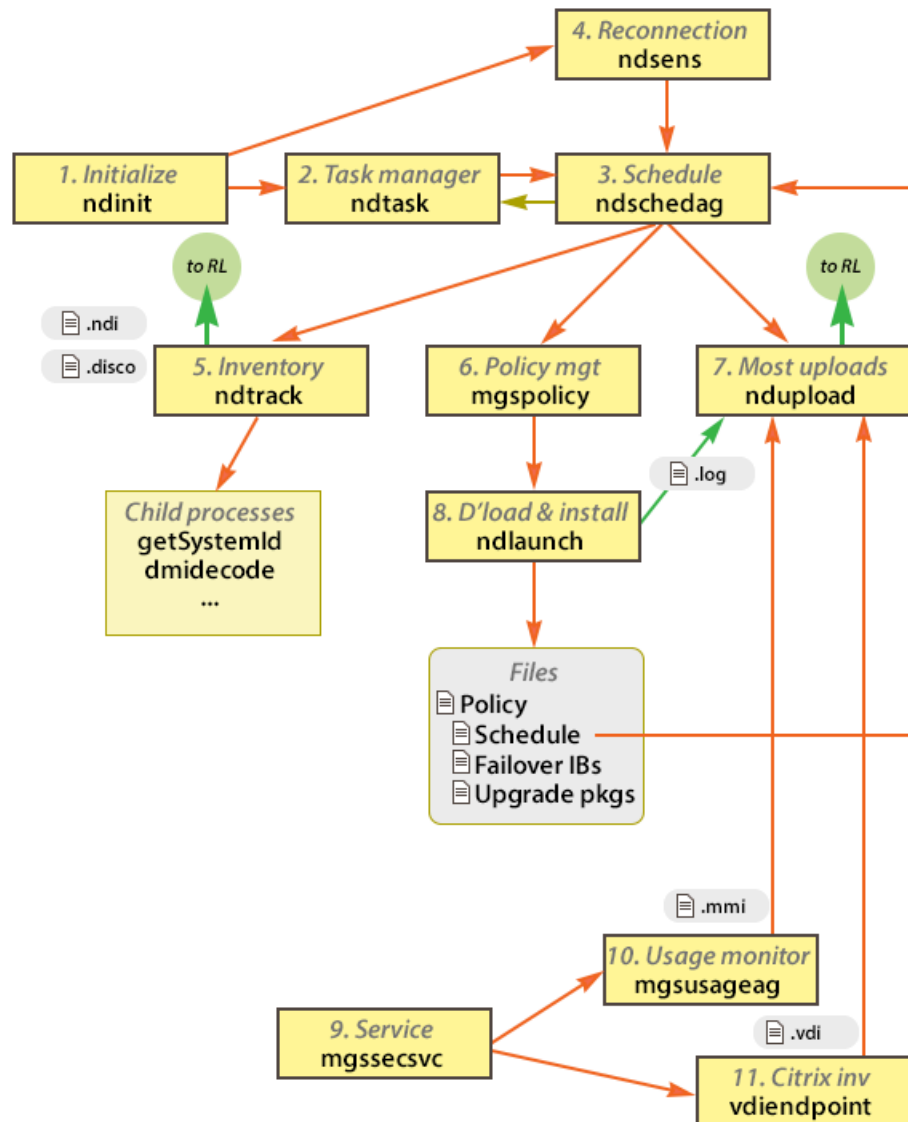 4. Reconnection
ndsens
1. Initialize
ndinit
2. Task manager
ndtask
3. Schedule
ndschedag
to RL
to RL
.ndi
.disco
5. Inventory
ndtrack
6. Policy mgt
mgspolicy
7. Most uploads
ndupload
.log
Child processes
getSystemId
dmidecode
...
8. D'load & install
ndlaunch
Files
Policy
Schedule
Failover IBs
Upgrade pkgs
.mmi
10. Usage monitor
mgsusageag
9. Service
mgssecsvc
.vdi
11. Citrix inv
vdiendpoint